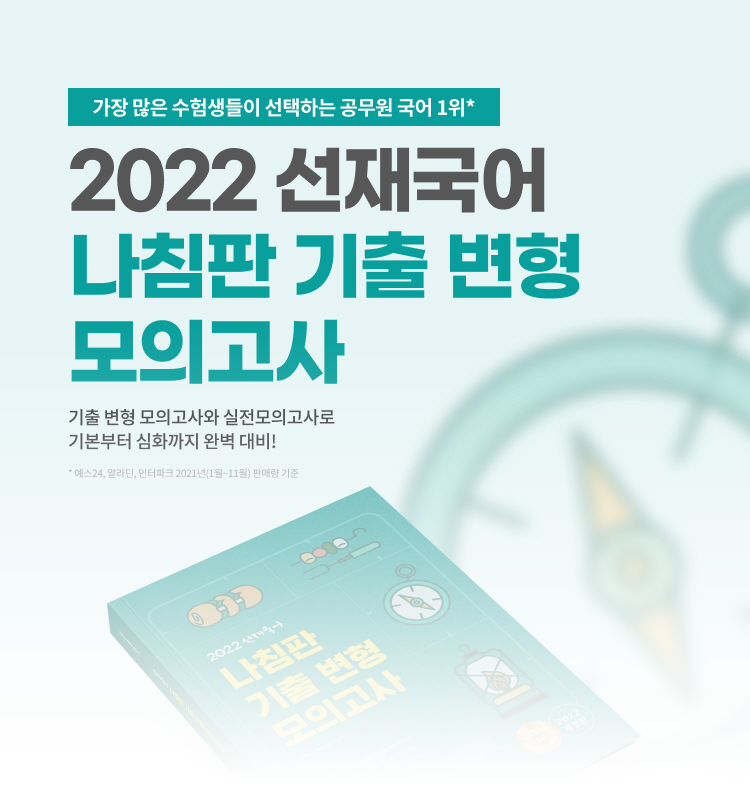 가장 많은 수험생들이 선택하는 공무원 국어 1위*
2022 선재국어
나침판 기출 변형
모의고사
기출 변형 모의고사와 실전모의고사로
기본부터 심화까지 완벽 대비!
* 예스24, 알라딘, 인터파크 2021년(1월~11월) 판매량 기준
2022 선재국어
나침판
기출 변형
모의고사
2022